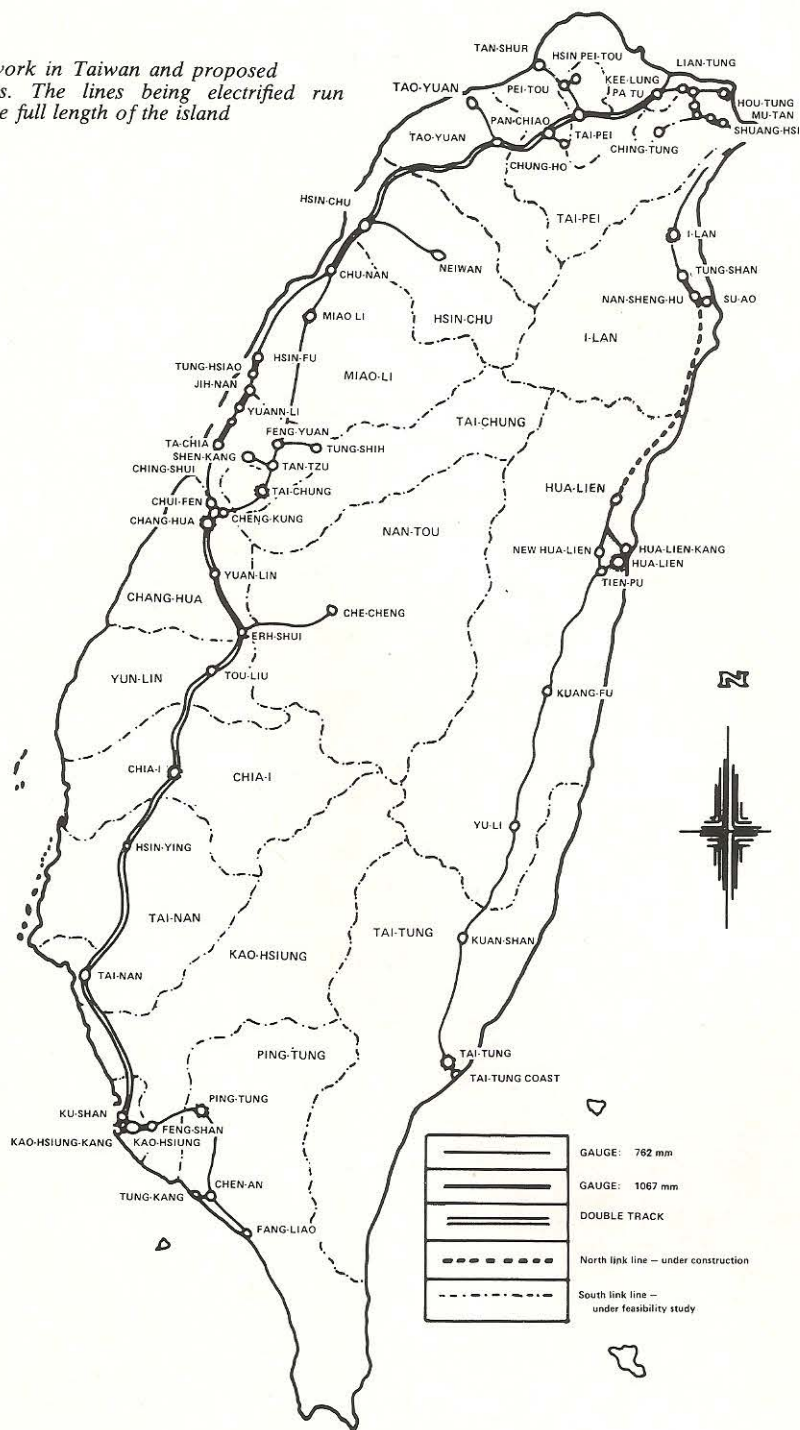 work in Taiwan and proposed
s. The lines being electrified run
e full length of the island
TAN-SHUR
HSIN PEI-TOU
LIAN-TUNG
TAO-YUAN
PEI-TOU
KEE-LUNG
PA TU
HOU-TUNG
MU-TAN
SHUANG-HSI
PAN-CHIAO
TAI-PEI
CHING-TUNG
TAO-YUAN
CHUNG-HO
HSIN-CHU
TAI-PEI
I-LAN
NEIWAN
TUNG-SHAN
CHU-NAN
NAN-SHENG-HU
SU-AO
MIAO LI
HSIN-CHU
I-LAN
HSIN-FU
TUNG-HSIAO
JIH-NAN
MIAO-LI
YUANN-LI
TAI-CHUNG
FENG-YUAN
TA-CHIA
TUNG-SHIH
SHEN-KANG
TAN-TZU
CHING-SHUI
TAI-CHUNG
HUA-LIEN
CHUI-FEN
CHENG-KUNG
CHANG-HUA
NAN-TOU
NEW HUA-LIEN
HUA-LIEN-KANG
HUA-LIEN
TIEN-PU
YUAN-LIN
CHANG-HUA
CHE-CHENG
ERH-SHUI
YUN-LIN
TOU-LIU
KUANG-FU
N
CHIA-I
CHIA-I
YU-LI
HSIN-YING
TAI-NAN
TAI-TUNG
KUAN-SHAN
KAO-HSIUNG
TAI-NAN
PING-TUNG
TAI-TUNG
TAI-TUNG COAST
PING-TUNG
KU-SHAN
FENG-SHAN
KAO-HSIUNG-KANG
KAO-HSIUNG
CHEN-AN
TUNG-KANG
FANG-LIAO
GAUGE: 762 mm
GAUGE: 1067 mm
DOUBLE TRACK
North link line – under construction
South link line –
under feasibility study